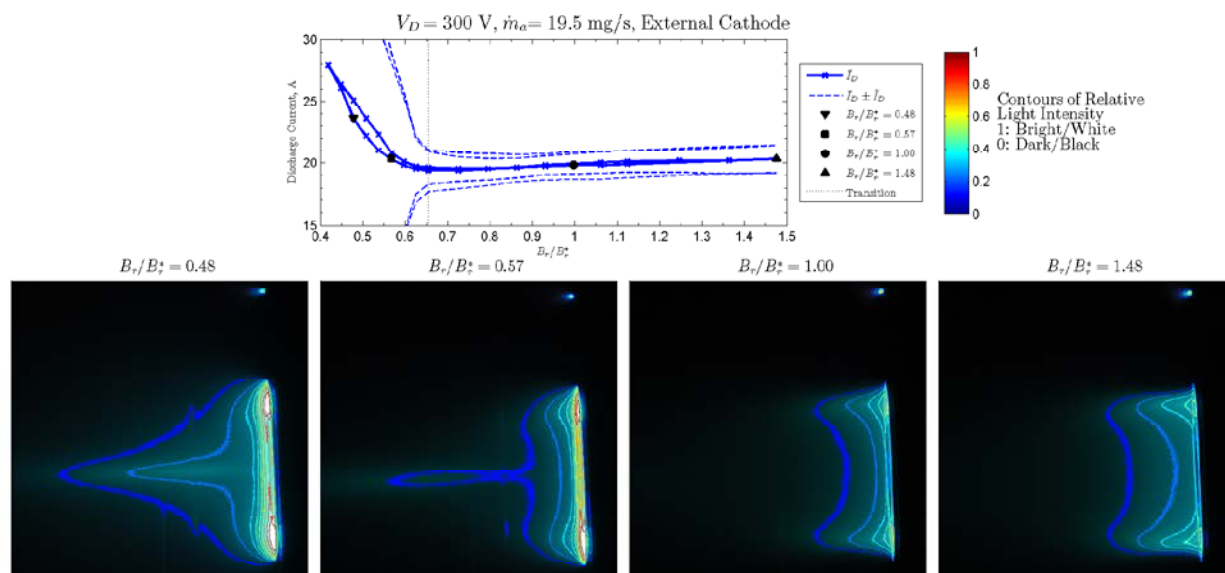 V_D = 300 V, ṁ_a= 19.5 mg/s, External Cathode
30
25
20
15
Discharge Current, A
0.4 0.5 0.6 0.7 0.8 0.9 1 1.1 1.2 1.3 1.4 1.5
B_r/B_r*
Ī_D
Ī_D ± Ĩ_D
B_r/B_r* = 0.48
B_r/B_r* = 0.57
B_r/B_r* = 1.00
B_r/B_r* = 1.48
Transition
1
0.8
0.6
0.4
0.2
0
Contours of Relative
Light Intensity
1: Bright/White
0: Dark/Black
B_r/B_r* = 0.48
B_r/B_r* = 0.57
B_r/B_r* = 1.00
B_r/B_r* = 1.48